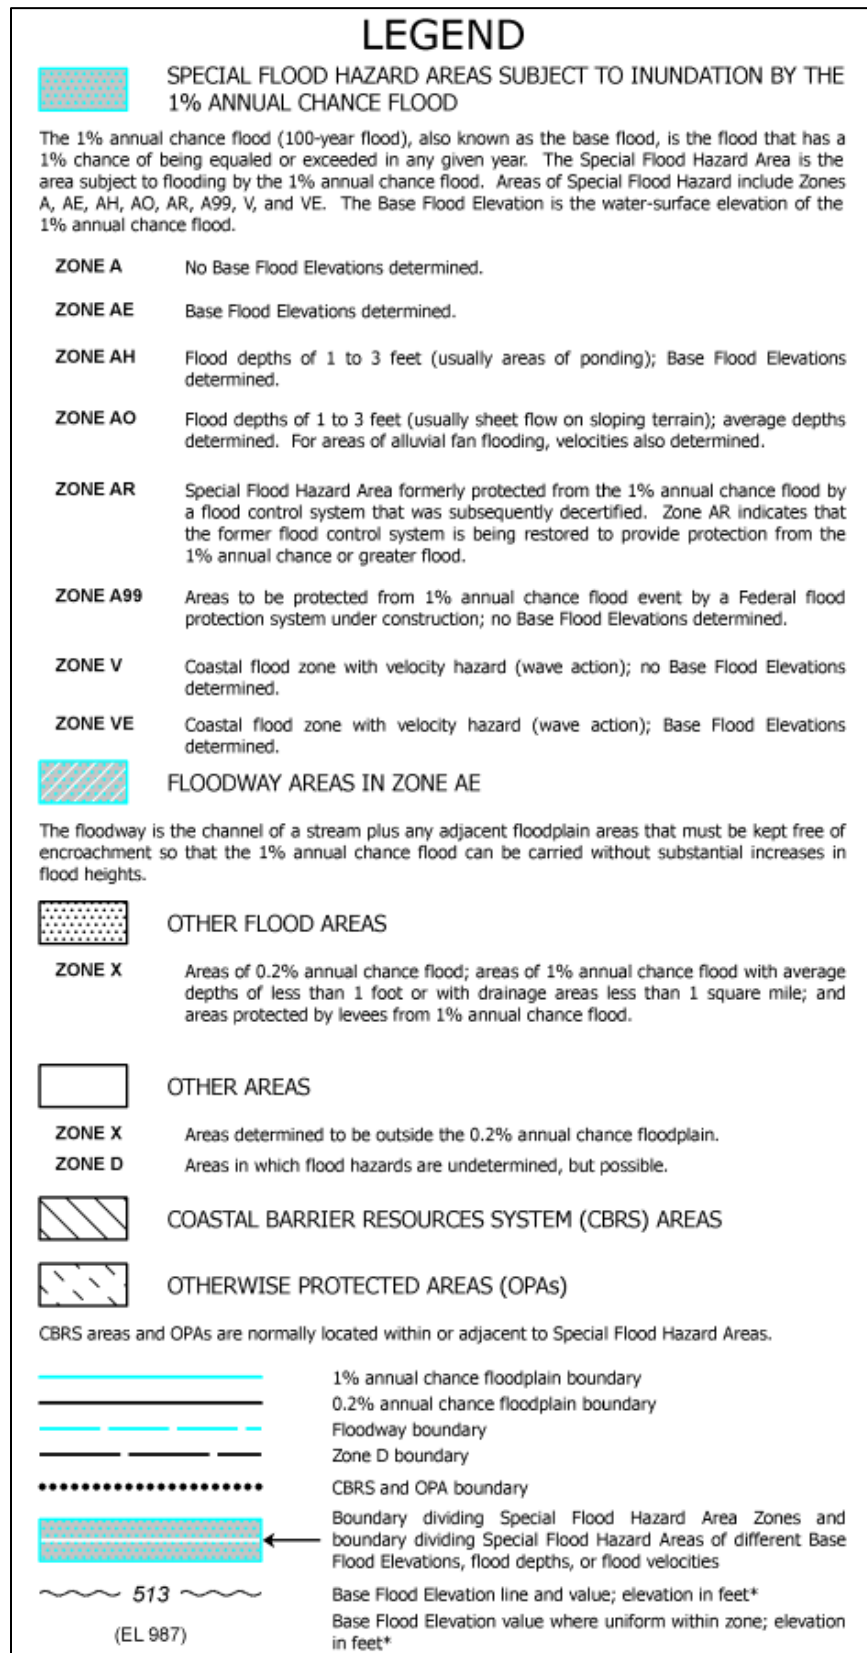 LEGEND
SPECIAL FLOOD HAZARD AREAS SUBJECT TO INUNDATION BY THE
1% ANNUAL CHANCE FLOOD
The 1% annual chance flood (100-year flood), also known as the base flood, is the flood that has a
1% chance of being equaled or exceeded in any given year. The Special Flood Hazard Area is the
area subject to flooding by the 1% annual chance flood. Areas of Special Flood Hazard include Zones
A, AE, AH, AO, AR, A99, V, and VE. The Base Flood Elevation is the water-surface elevation of the
1% annual chance flood.
ZONE A No Base Flood Elevations determined.
ZONE AE Base Flood Elevations determined.
ZONE AH Flood depths of 1 to 3 feet (usually areas of ponding); Base Flood Elevations
determined.
ZONE AO Flood depths of 1 to 3 feet (usually sheet flow on sloping terrain); average depths
determined. For areas of alluvial fan flooding, velocities also determined.
ZONE AR Special Flood Hazard Area formerly protected from the 1% annual chance flood by
a flood control system that was subsequently decertified. Zone AR indicates that
the former flood control system is being restored to provide protection from the
1% annual chance or greater flood.
ZONE A99 Areas to be protected from 1% annual chance flood event by a Federal flood
protection system under construction; no Base Flood Elevations determined.
ZONE V Coastal flood zone with velocity hazard (wave action); no Base Flood Elevations
determined.
ZONE VE Coastal flood zone with velocity hazard (wave action); Base Flood Elevations
determined.
FLOODWAY AREAS IN ZONE AE
The floodway is the channel of a stream plus any adjacent floodplain areas that must be kept free of
encroachment so that the 1% annual chance flood can be carried without substantial increases in
flood heights.
OTHER FLOOD AREAS
ZONE X Areas of 0.2% annual chance flood; areas of 1% annual chance flood with average
depths of less than 1 foot or with drainage areas less than 1 square mile; and
areas protected by levees from 1% annual chance flood.
OTHER AREAS
ZONE X Areas determined to be outside the 0.2% annual chance floodplain.
ZONE D Areas in which flood hazards are undetermined, but possible.
COASTAL BARRIER RESOURCES SYSTEM (CBRS) AREAS
OTHERWISE PROTECTED AREAS (OPAs)
CBRS areas and OPAs are normally located within or adjacent to Special Flood Hazard Areas.
1% annual chance floodplain boundary
0.2% annual chance floodplain boundary
Floodway boundary
Zone D boundary
CBRS and OPA boundary
Boundary dividing Special Flood Hazard Area Zones and
boundary dividing Special Flood Hazard Areas of different Base
Flood Elevations, flood depths, or flood velocities
513 Base Flood Elevation line and value; elevation in feet*
(EL 987) Base Flood Elevation value where uniform within zone; elevation
in feet*